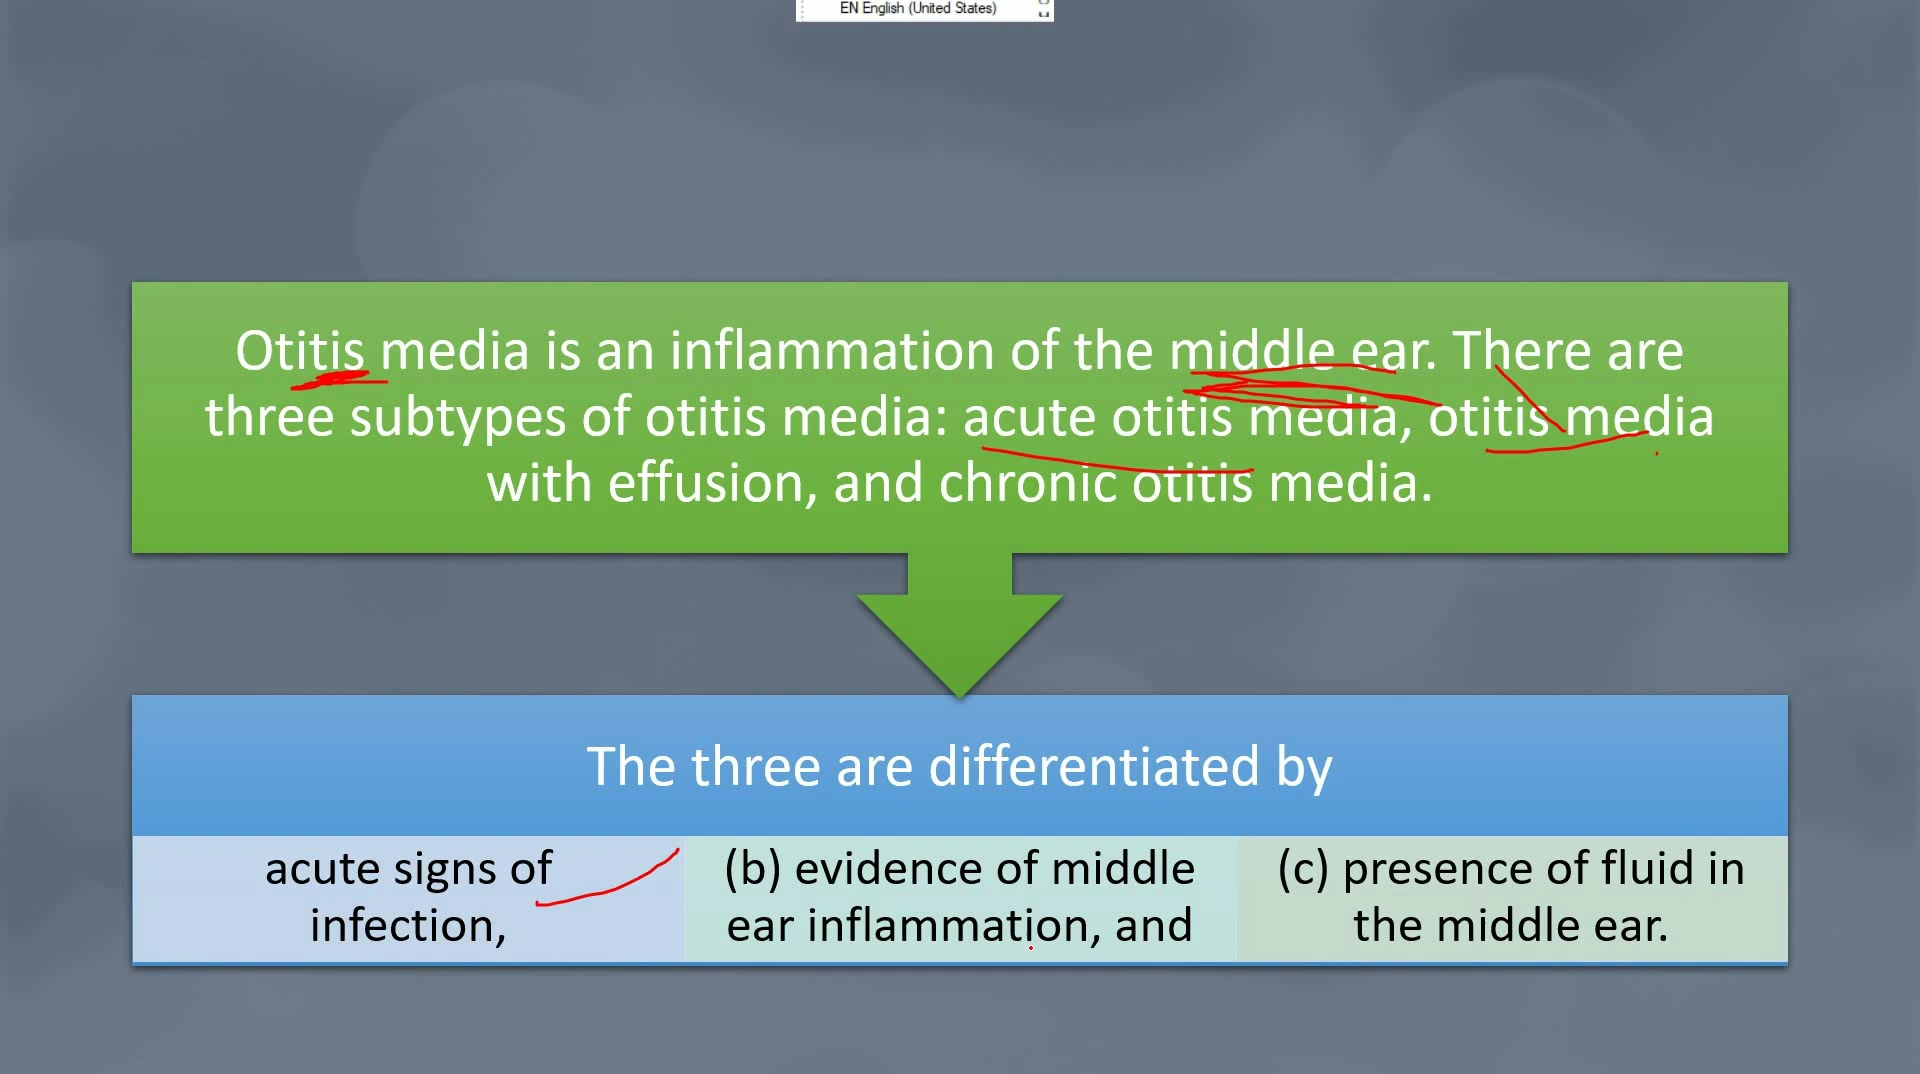 EN English (United States)
Otitis media is an inflammation of the middle ear. There are
three subtypes of otitis media: acute otitis media, otitis media
with effusion, and chronic otitis media.
The three are differentiated by
acute signs of
infection,
(b) evidence of middle
ear inflammation, and
(c) presence of fluid in
the middle ear.